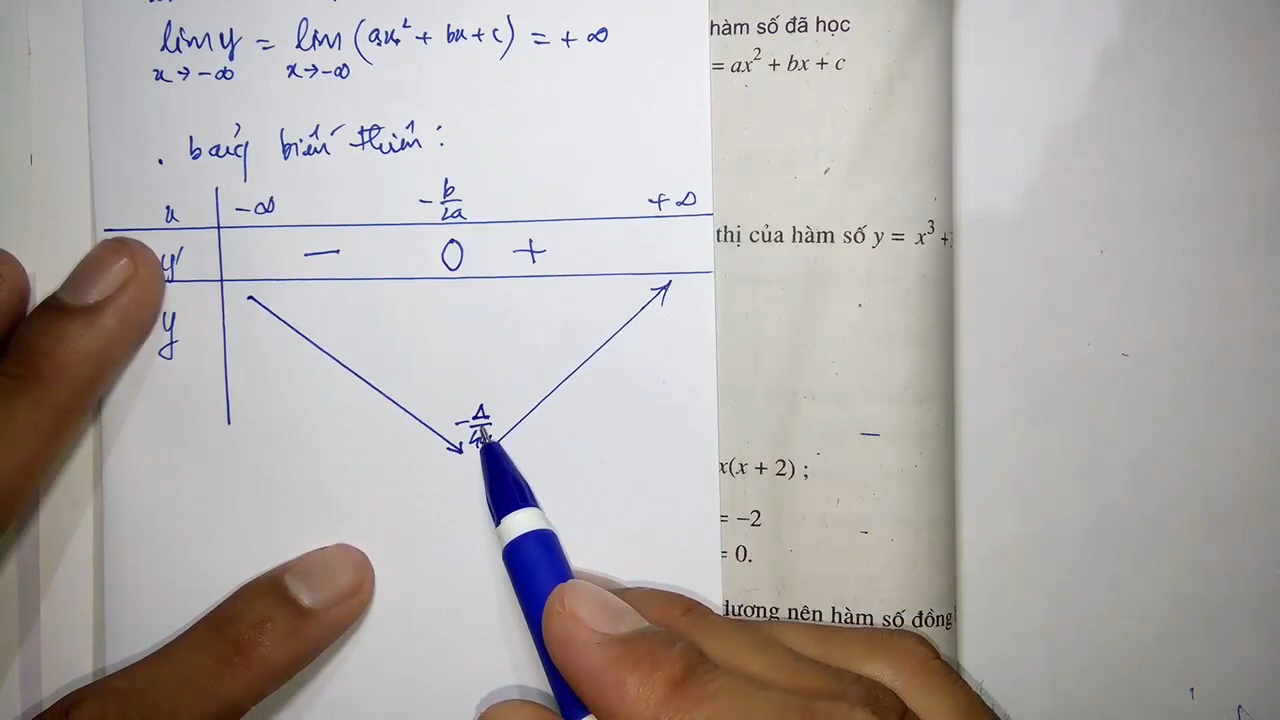 lim y = lim (ax² + bx + c) = + ∞
x → -∞ x → -∞
. bảng biến thiên :
x -∞ -b/2a +∞
y' - 0 +
y
-Δ/4a
hàm số đã học
= ax² + bx + c
thị của hàm số y = x³ +
x(x + 2) ;
= -2
= 0.
dương nên hàm số đồng